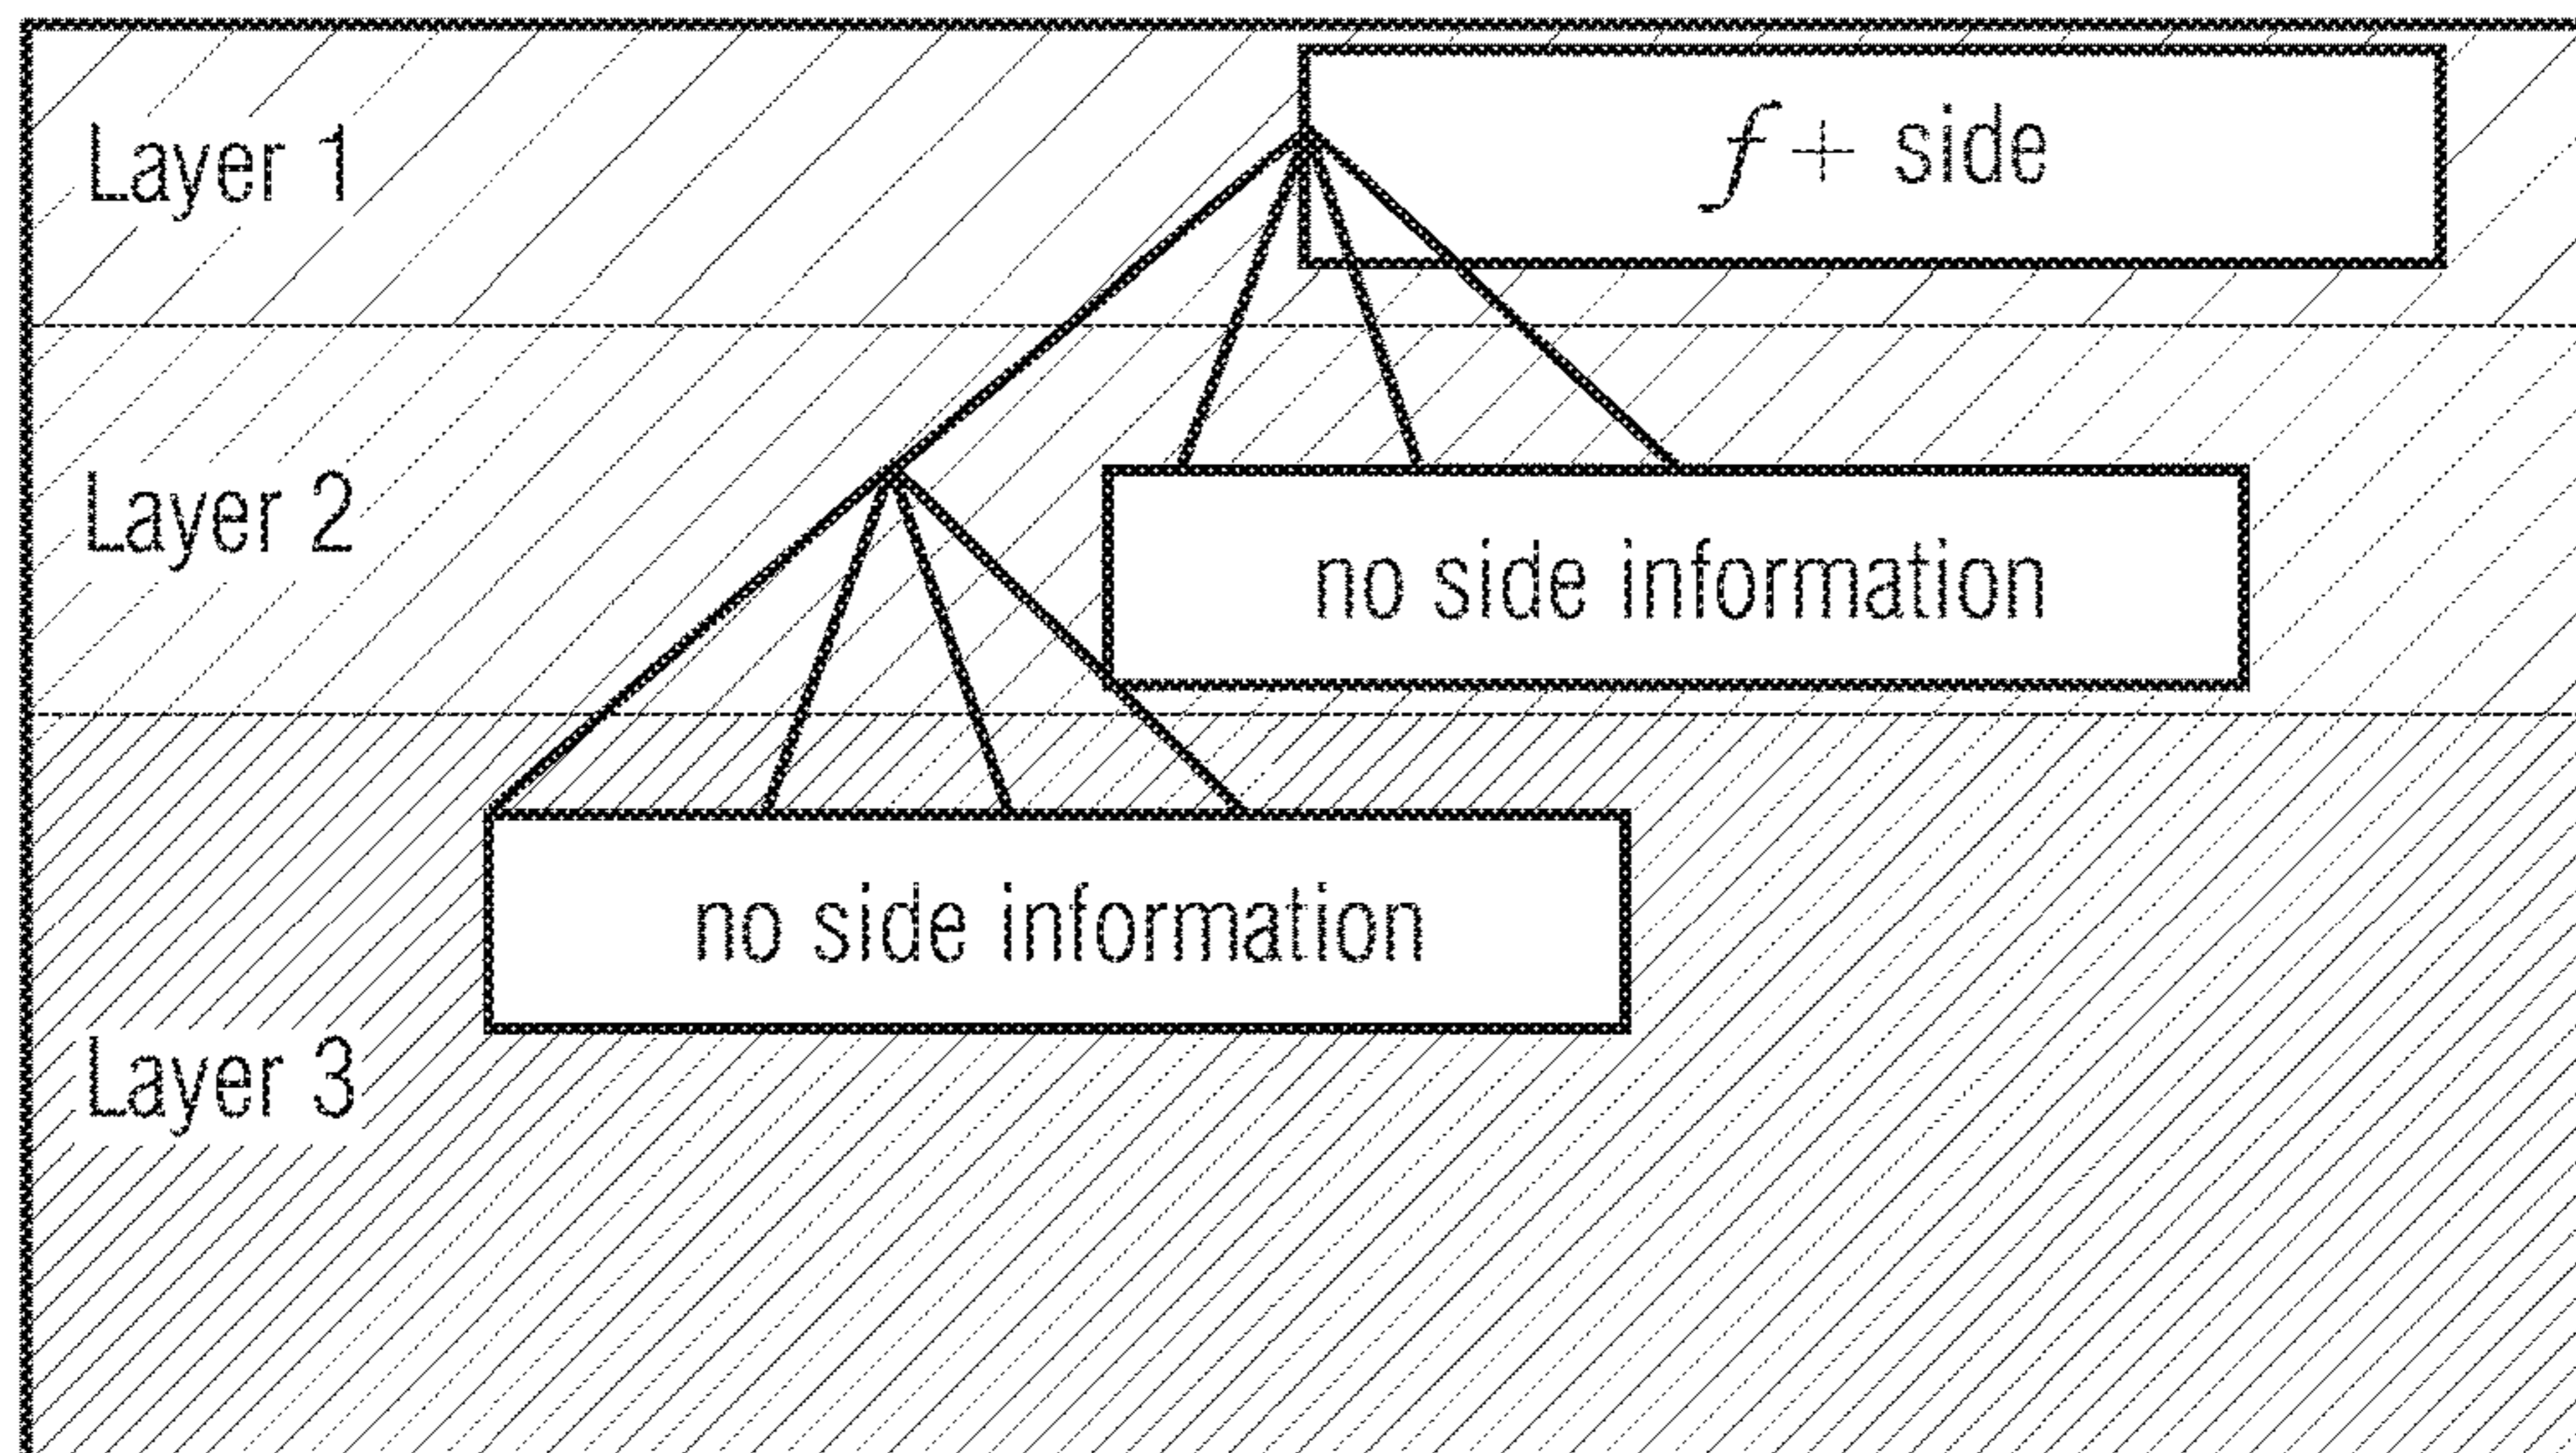 Layer 1
f + side
Layer 2
no side information
no side information
Layer 3